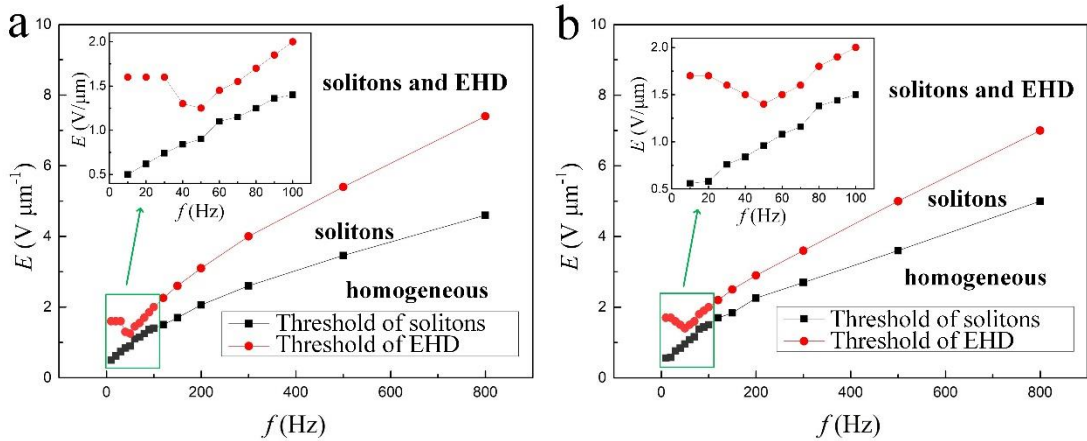 a
10
8
6
4
2
0
E (V μm⁻¹)
2.0
1.5
1.0
0.5
E (V/μm)
0 20 40 60 80 100
f (Hz)
solitons and EHD
solitons
homogeneous
Threshold of solitons
Threshold of EHD
0 200 400 600 800
f (Hz)
b
10
8
6
4
2
0
E (V μm⁻¹)
2.0
1.5
1.0
0.5
E (V/μm)
0 20 40 60 80 100
f (Hz)
solitons and EHD
solitons
homogeneous
Threshold of solitons
Threshold of EHD
0 200 400 600 800
f (Hz)